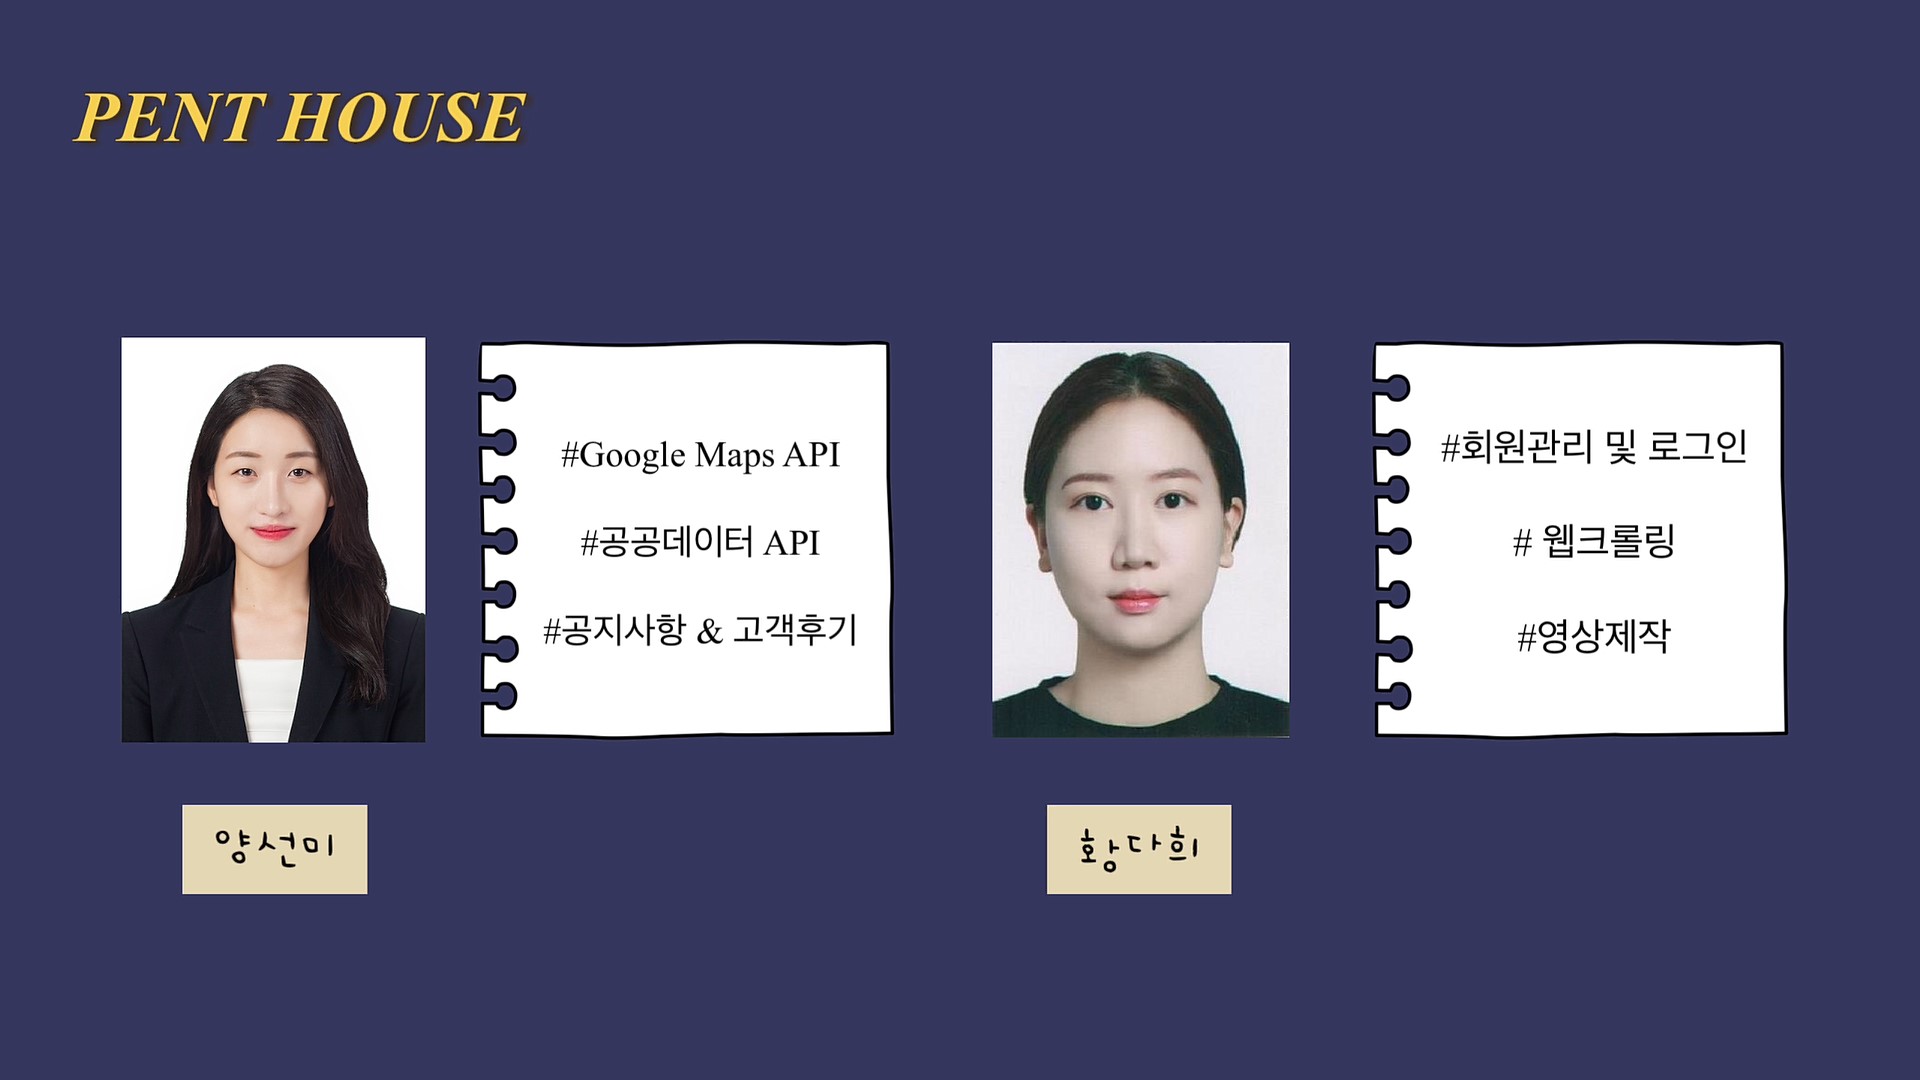 PENT HOUSE
#Google Maps API
#공공데이터 API
#공지사항 & 고객후기
양선미
#회원관리 및 로그인
# 웹크롤링
#영상제작
황다희